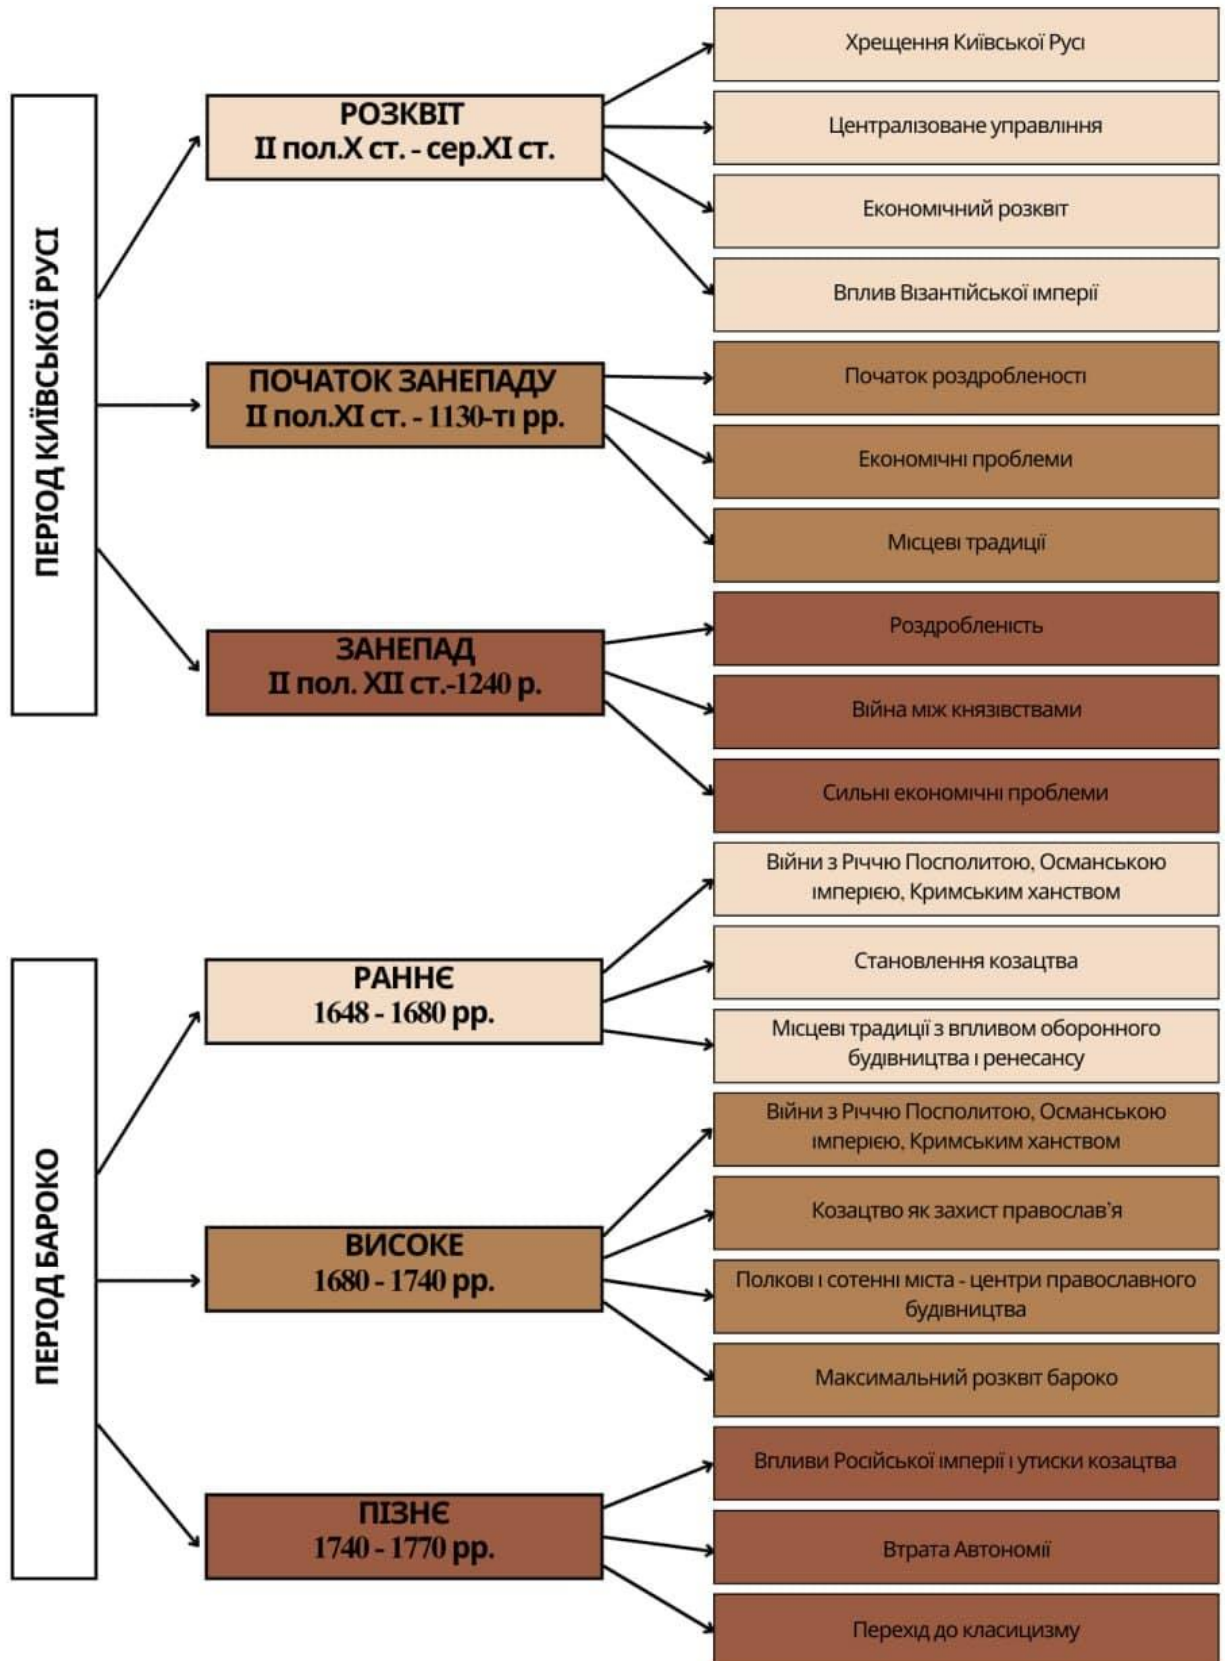 ПЕРІОД КИЇВСЬКОЇ РУСІ
РОЗКВІТ
II пол.X ст. - сер.XI ст.
Хрещення Київської Русі
Централізоване управління
Економічний розквіт
Вплив Візантійської імперії
ПОЧАТОК ЗАНЕПАДУ
II пол.XI ст. - 1130-ті рр.
Початок роздробленості
Економічні проблеми
Місцеві традиції
ЗАНЕПАД
II пол. XII ст.-1240 р.
Роздробленість
Війна між князівствами
Сильні економічні проблеми
ПЕРІОД БАРОКО
РАННЄ
1648 - 1680 рр.
Війни з Річчю Посполитою, Османською
імперією, Кримським ханством
Становлення козацтва
Місцеві традиції з впливом оборонного
будівництва і ренесансу
ВИСОКЕ
1680 - 1740 рр.
Війни з Річчю Посполитою, Османською
імперією, Кримським ханством
Козацтво як захист православ'я
Полкові і сотенні міста - центри православного
будівництва
Максимальний розквіт бароко
ПІЗНЄ
1740 - 1770 рр.
Впливи Російської імперії і утиски козацтва
Втрата Автономії
Перехід до класицизму